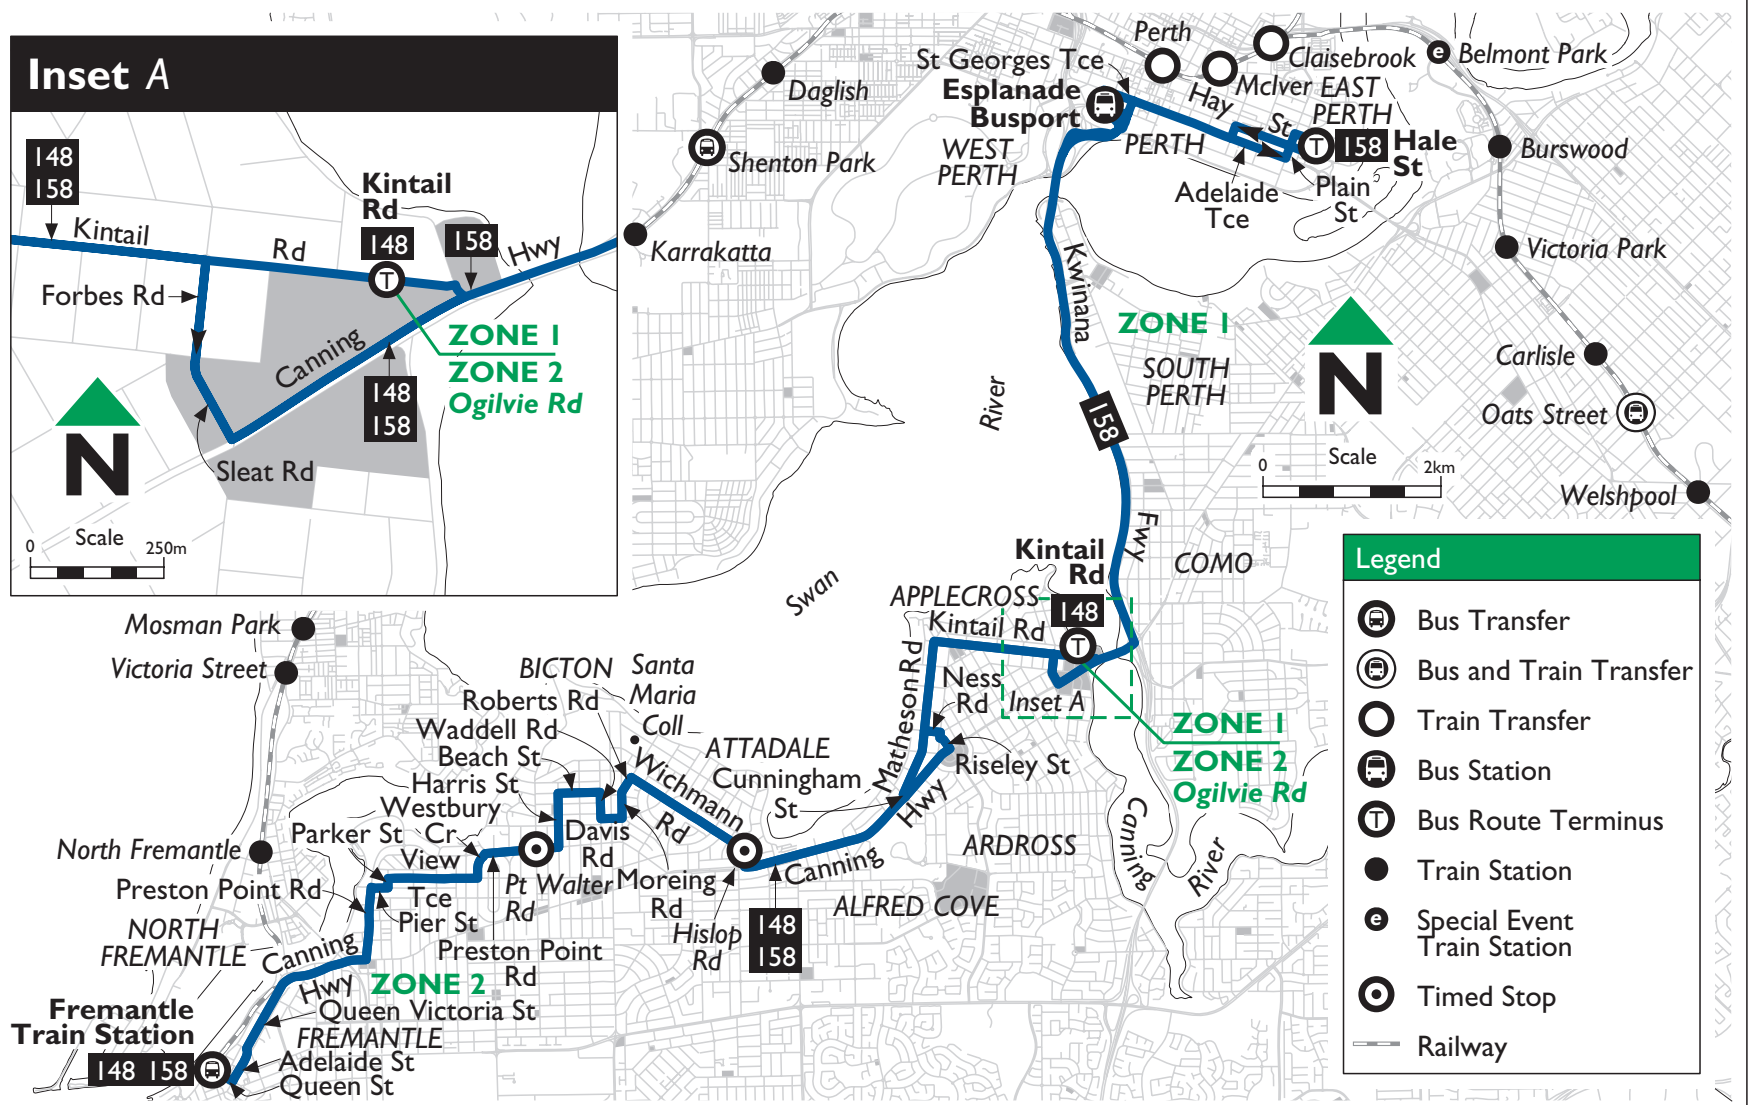 Inset A
148
158
Kintail
Rd
Kintail
Rd
148
158
Hwy
Forbes Rd
Canning
ZONE 1
ZONE 2
Ogilvie Rd
148
158
Sleat Rd
N
Scale
0
250m
Daglish
Shenton Park
Karrakatta
Perth
St Georges Tce
Esplanade
Busport
Claisebrook
McIver
EAST
PERTH
Belmont Park
Hay
St
WEST
PERTH
PERTH
158
Hale
St
Adelaide
Tce
Plain
St
Burswood
Victoria Park
Kwinana
ZONE 1
SOUTH
PERTH
N
Carlisle
Oats Street
Scale
0
2km
Welshpool
River
158
Fwy
COMO
Swan
Kintail
Rd
148
APPLECROSS
Kintail Rd
Matheson Rd
Ness
Rd
Inset A
ZONE 1
ZONE 2
Ogilvie Rd
Riseley St
Hwy
Canning
River
Mosman Park
Victoria Street
BICTON
Santa
Maria
Coll
Roberts Rd
Waddell Rd
Beach St
Harris St
Westbury
Cr
Parker St
View
Tce
ATTADALE
Cunningham
St
Wichmann
Rd
Davis
Rd
North Fremantle
Preston Point Rd
Pier St
Pt Walter
Rd
Moreing
Rd
Hislop
Rd
148
158
Canning
ARDROSS
ALFRED COVE
NORTH
FREMANTLE
Canning
Hwy
Preston Point
Rd
ZONE 2
Queen Victoria St
FREMANTLE
Adelaide St
Queen St
Fremantle
Train Station
148 158
Legend
Bus Transfer
Bus and Train Transfer
Train Transfer
Bus Station
T
Bus Route Terminus
Train Station
e
Special Event
Train Station
Timed Stop
Railway